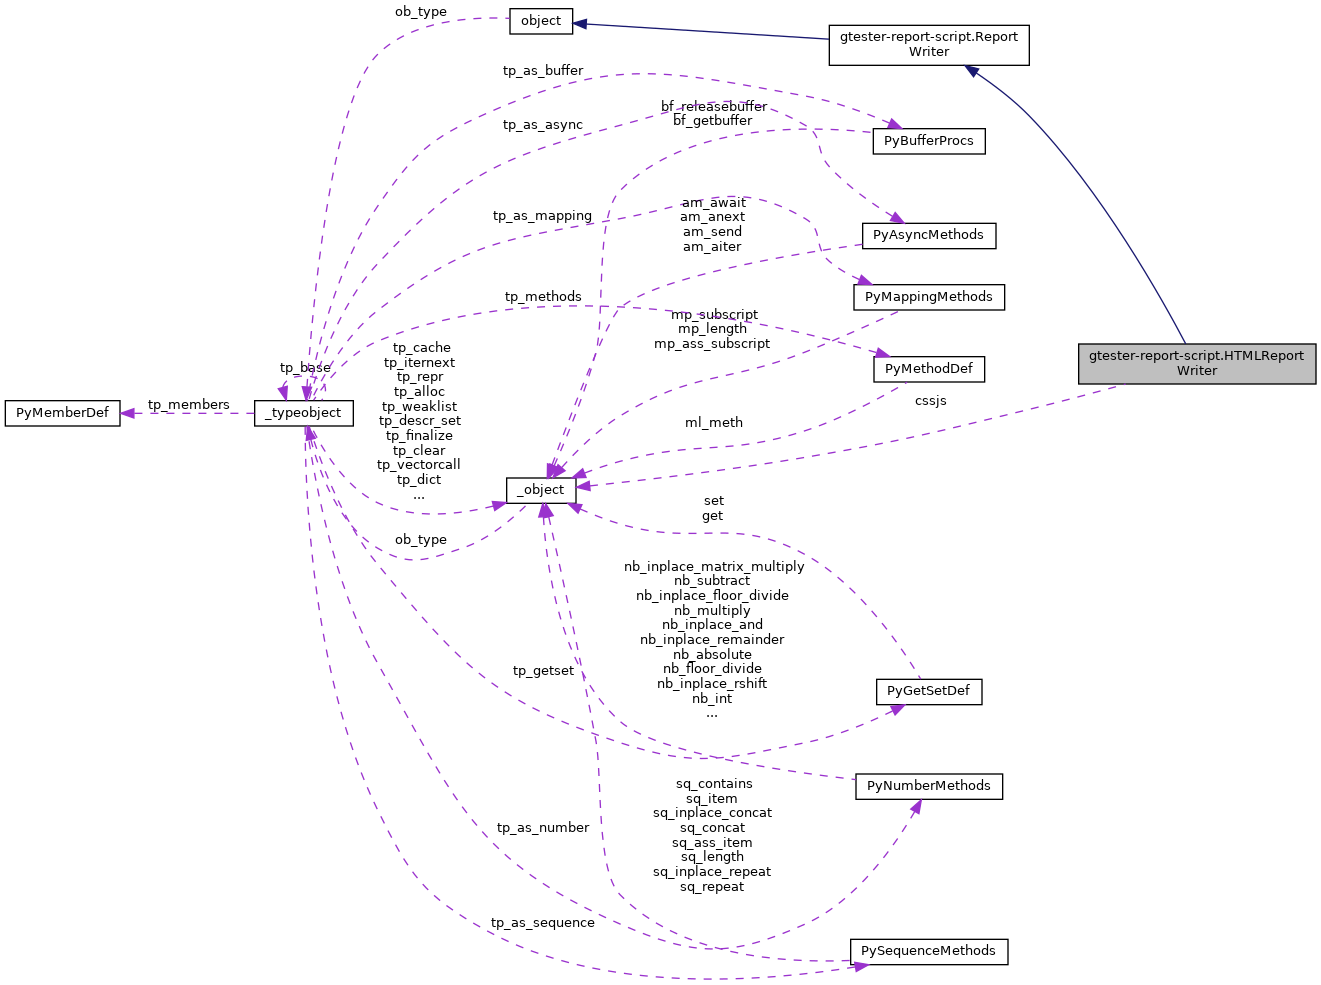 ob_type
object
gtester-report-script.Report
Writer
tp_as_buffer
bf_releasebuffer
bf_getbuffer
tp_as_async
PyBufferProcs
am_await
am_anext
am_send
am_aiter
tp_as_mapping
PyAsyncMethods
tp_methods
PyMappingMethods
mp_subscript
mp_length
mp_ass_subscript
gtester-report-script.HTMLReport
Writer
tp_base
tp_cache
tp_iternext
tp_repr
tp_alloc
tp_weaklist
tp_descr_set
tp_finalize
tp_clear
tp_vectorcall
tp_dict
...
PyMethodDef
cssjs
PyMemberDef
tp_members
_typeobject
ml_meth
_object
set
get
ob_type
nb_inplace_matrix_multiply
nb_subtract
nb_inplace_floor_divide
nb_multiply
nb_inplace_and
nb_inplace_remainder
nb_absolute
nb_floor_divide
nb_inplace_rshift
nb_int
...
tp_getset
PyGetSetDef
PyNumberMethods
sq_contains
sq_item
sq_inplace_concat
sq_concat
sq_ass_item
sq_length
sq_inplace_repeat
sq_repeat
tp_as_number
tp_as_sequence
PySequenceMethods